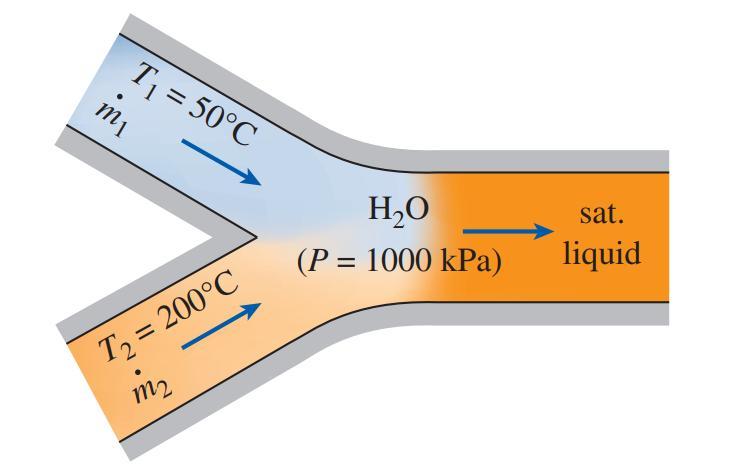 T₁ = 50°C
ṁ₁
H₂O
(P = 1000 kPa)
sat.
liquid
T₂ = 200°C
ṁ₂